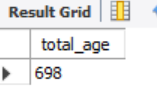 Result Grid
total_age
698